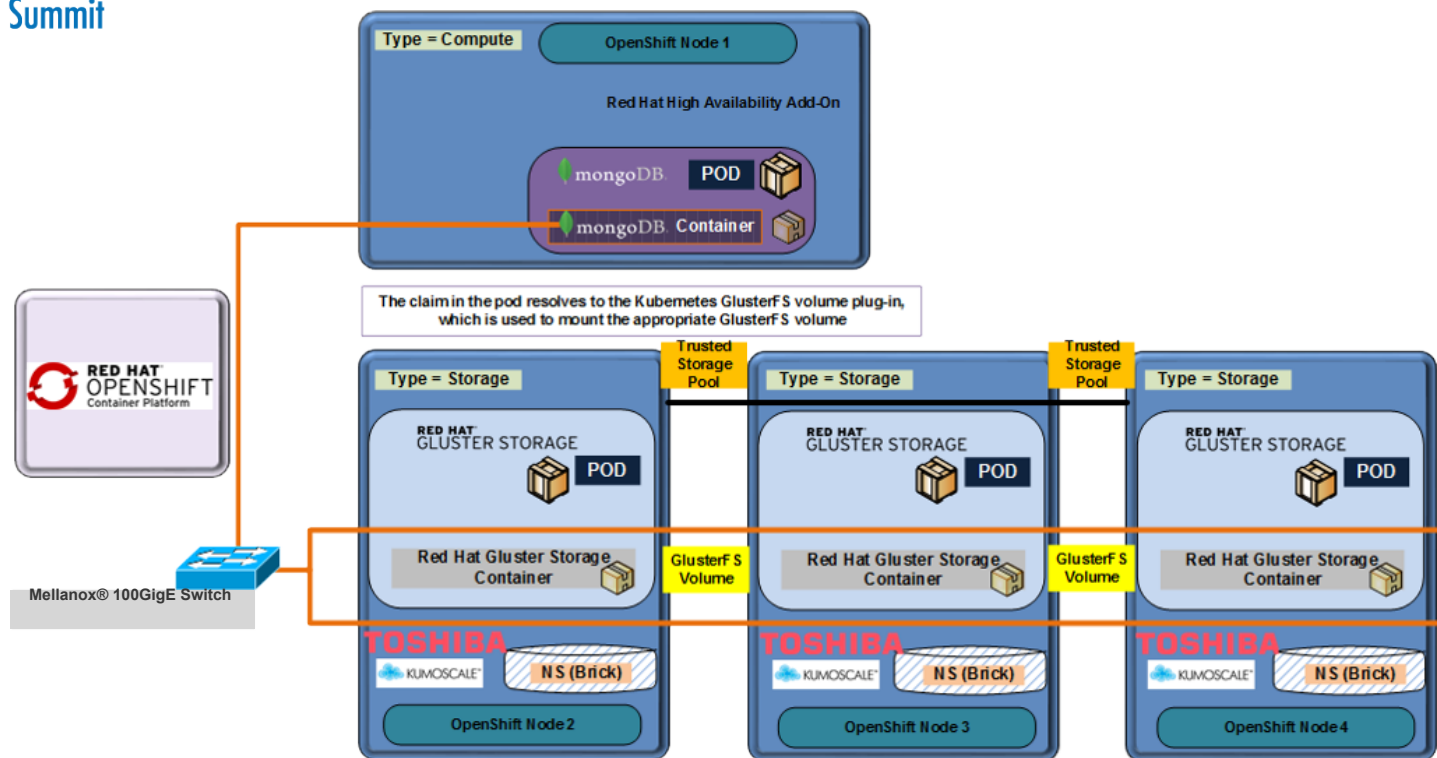 Summit
Type = Compute
OpenShift Node 1
Red Hat High Availability Add-On
mongoDB. POD
mongoDB. Container
The claim in the pod resolves to the Kubernetes GlusterFS volume plug-in,
which is used to mount the appropriate GlusterFS volume
RED HAT
OPENSHIFT
Container Platform
Mellanox® 100GigE Switch
Type = Storage
RED HAT
GLUSTER STORAGE
POD
Red Hat Gluster Storage
Container
TOSHIBA
KUMOSCALE™
NS (Brick)
OpenShift Node 2
Trusted
Storage
Pool
GlusterFS
Volume
Type = Storage
RED HAT
GLUSTER STORAGE
POD
Red Hat Gluster Storage
Container
TOSHIBA
KUMOSCALE™
NS (Brick)
OpenShift Node 3
Trusted
Storage
Pool
GlusterFS
Volume
Type = Storage
RED HAT
GLUSTER STORAGE
POD
Red Hat Gluster Storage
Container
TOSHIBA
KUMOSCALE™
NS (Brick)
OpenShift Node 4